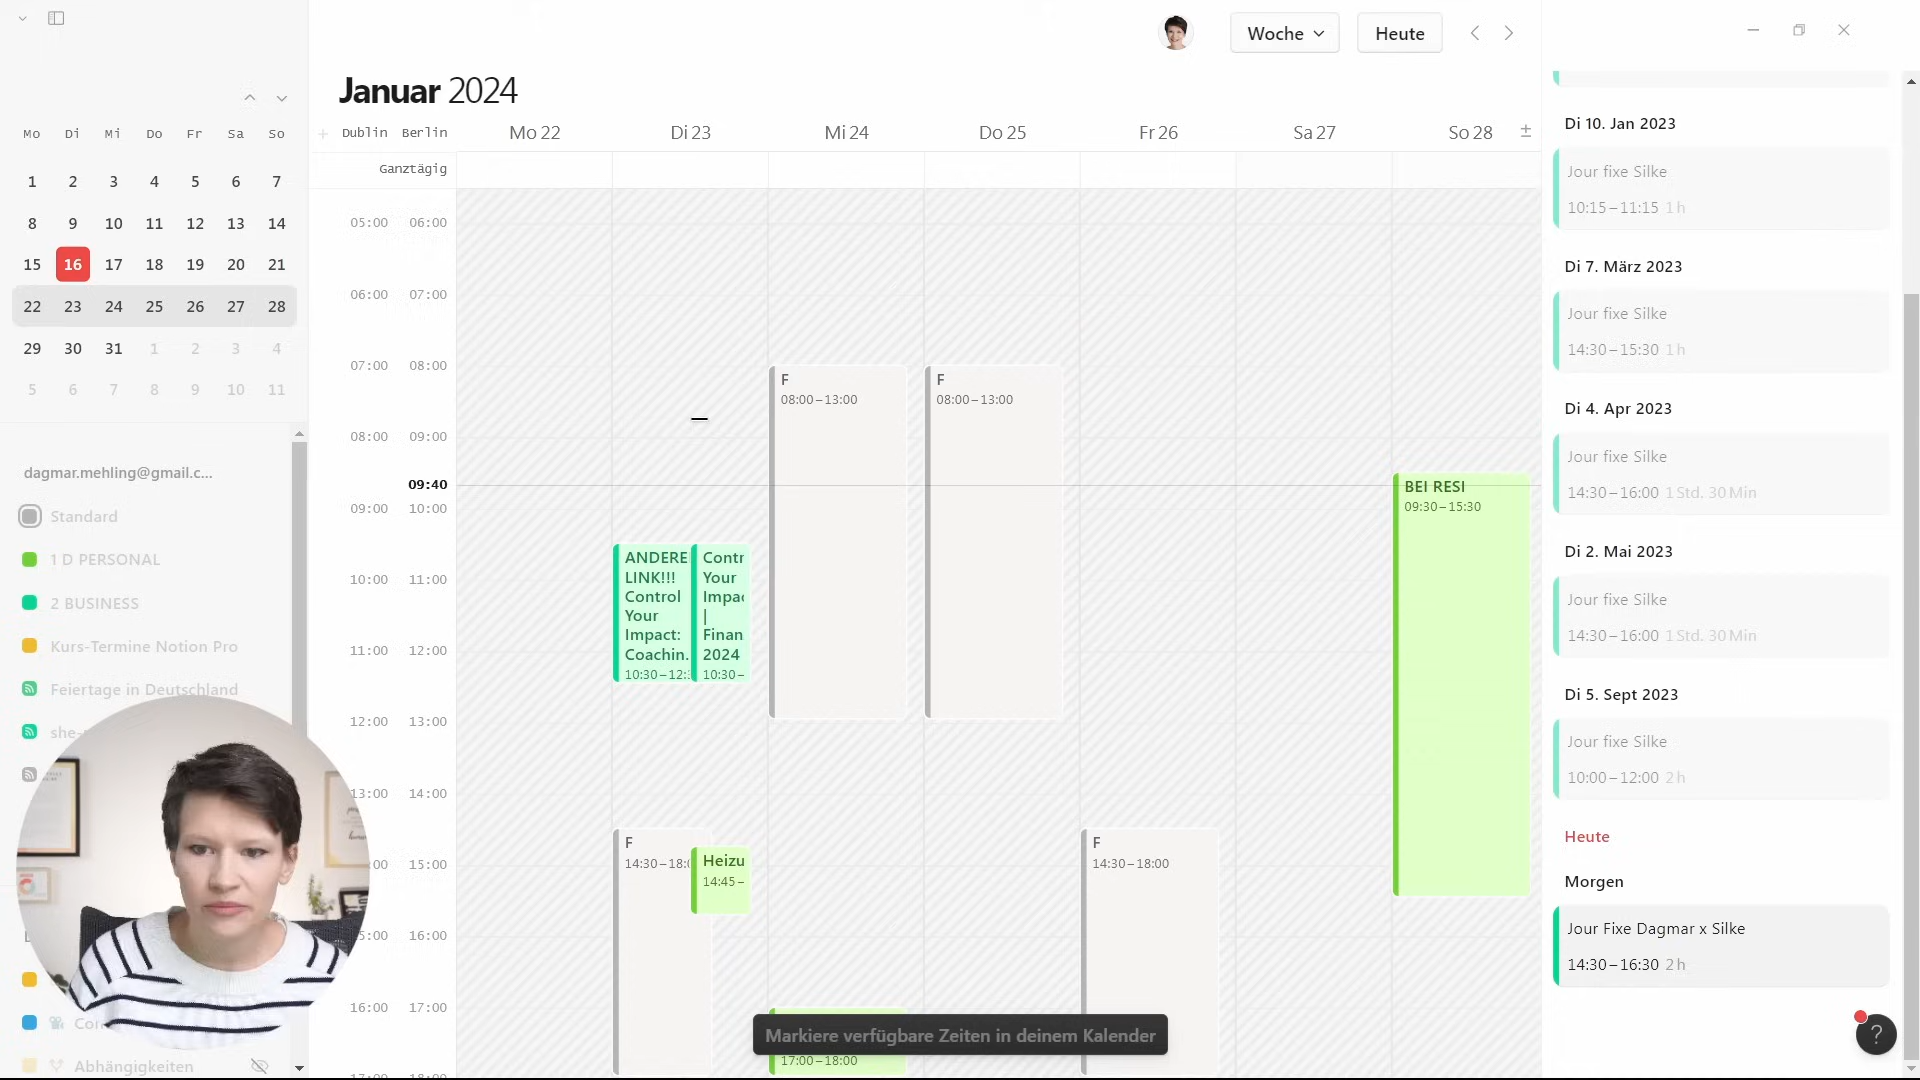 Woche
Heute
Januar 2024
Mo Di Mi Do Fr Sa So
1 2 3 4 5 6 7
8 9 10 11 12 13 14
15 16 17 18 19 20 21
22 23 24 25 26 27 28
29 30 31 1 2 3 4
5 6 7 8 9 10 11
dagmar.mehling@gmail.c...
Standard
1 D PERSONAL
2 BUSINESS
Kurs-Termine Notion Pro
Feiertage in Deutschland
Abhängigkeiten
+ Dublin Berlin Mo 22 Di 23 Mi 24 Do 25 Fr 26 Sa 27 So 28
Ganztägig
05:00 06:00
06:00 07:00
07:00 08:00
08:00 09:00
09:40
09:00 10:00
10:00 11:00
11:00 12:00
12:00 13:00
13:00 14:00
15:00
16:00
16:00 17:00
ANDERE
LINK!!!
Control
Your
Impact:
Coachin.
10:30–12:3
Contr
Your
Impac
|
Finan
2024
10:30–
F
14:30–18:0
Heizu
14:45–
F
08:00–13:00
17:00–18:00
F
08:00–13:00
F
14:30–18:00
BEI RESI
09:30–15:30
Markiere verfügbare Zeiten in deinem Kalender
Di 10. Jan 2023
Jour fixe Silke
10:15–11:15 1 h
Di 7. März 2023
Jour fixe Silke
14:30–15:30 1 h
Di 4. Apr 2023
Jour fixe Silke
14:30–16:00 1 Std. 30 Min
Di 2. Mai 2023
Jour fixe Silke
14:30–16:00 1 Std. 30 Min
Di 5. Sept 2023
Jour fixe Silke
10:00–12:00 2 h
Heute
Morgen
Jour Fixe Dagmar x Silke
14:30–16:30 2 h
?